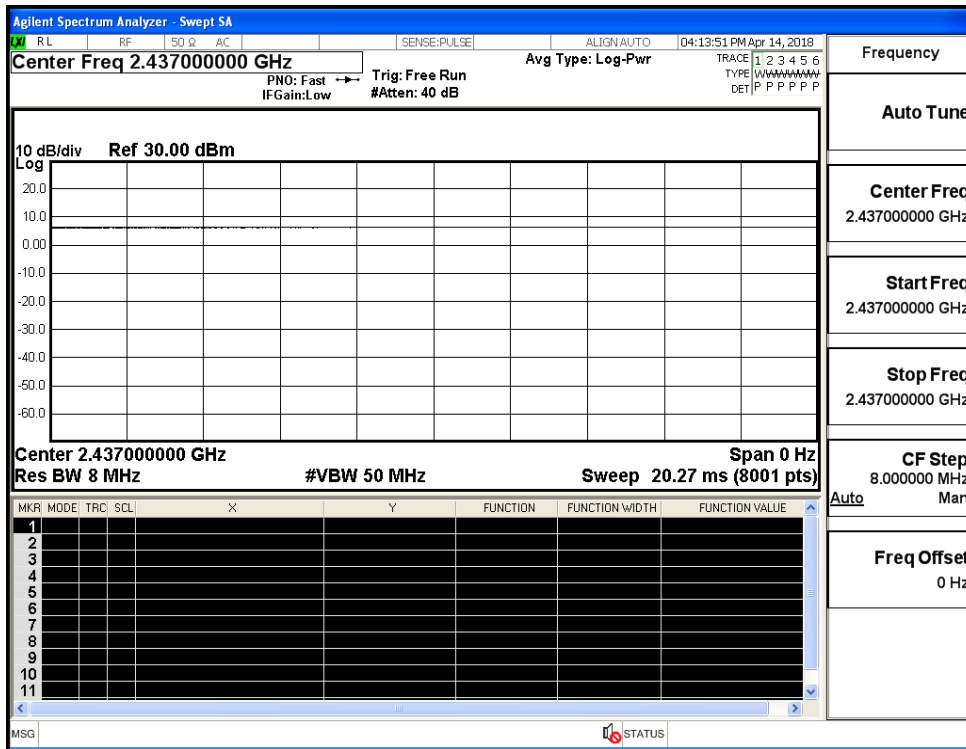 Agilent Spectrum Analyzer - Swept SA
LXI RL RF 50 Ω AC SENSE:PULSE ALIGN AUTO 04:13:51 PM Apr 14, 2018
Center Freq 2.437000000 GHz
PNO: Fast
IFGain:Low
Trig: Free Run
#Atten: 40 dB
Avg Type: Log-Pwr
TRACE 1 2 3 4 5 6
TYPE WWWWWW
DET P P P P P P
10 dB/div Ref 30.00 dBm
Log
20.0
10.0
0.00
-10.0
-20.0
-30.0
-40.0
-50.0
-60.0
Center 2.437000000 GHz Span 0 Hz
Res BW 8 MHz #VBW 50 MHz Sweep 20.27 ms (8001 pts)
MKR MODE TRC SCL X Y FUNCTION FUNCTION WIDTH FUNCTION VALUE
1
2
3
4
5
6
7
8
9
10
11
MSG STATUS
Frequency
Auto Tune
Center Freq
2.437000000 GHz
Start Freq
2.437000000 GHz
Stop Freq
2.437000000 GHz
CF Step
8.000000 MHz
Auto Man
Freq Offset
0 Hz